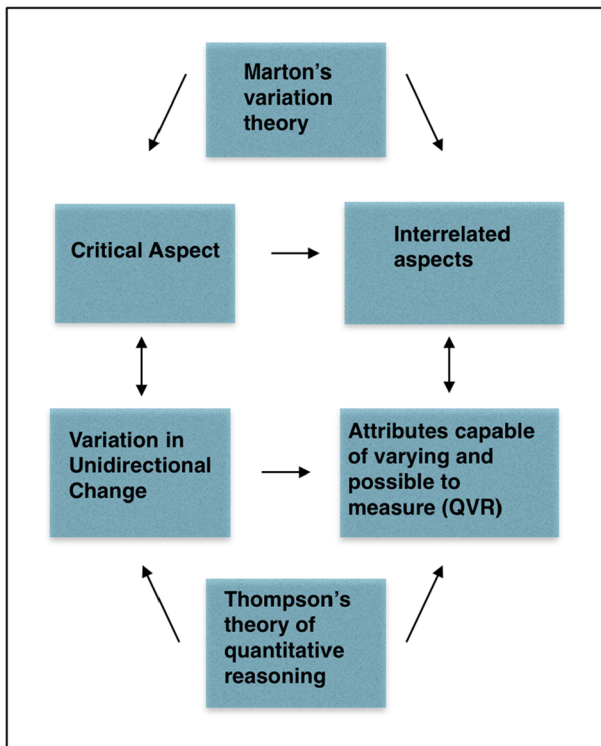 Marton's
variation
theory
Critical Aspect
Interrelated
aspects
Variation in
Unidirectional
Change
Attributes capable
of varying and
possible to
measure (QVR)
Thompson's
theory of
quantitative
reasoning